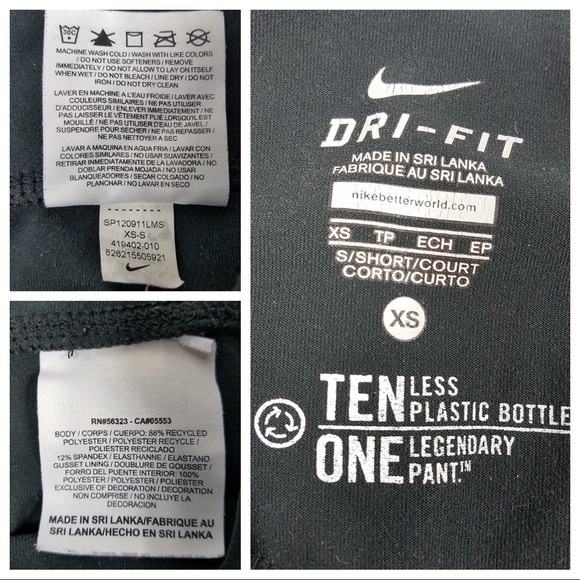 30C
MACHINE WASH COLD / WASH WITH LIKE COLORS
/ DO NOT USE SOFTENERS / REMOVE
IMMEDIATELY / DO NOT ALLOW TO LAY ON ITSELF
WHEN WET / DO NOT BLEACH / LINE DRY / DO NOT
IRON / DO NOT DRY CLEAN
LAVER EN MACHINE A L'EAU FROIDE / LAVER AVEC
COULEURS SIMILAIRES / NE PAS UTILISER
D'ADOUCISSEUR / ENLEVER IMMÉDIATEMENT / NE
PAS LAISSER LE VÊTEMENT PLIE LORSQU'IL EST
MOUILLÉ / NE PAS UTILISER D'EAU DE JAVEL /
SUSPENDRE POUR SÉCHER / NE PAS REPASSER /
NE PAS NETTOYER A SEC
LAVAR A MAQUINA EN AGUA FRIA / LAVAR CON
COLORES SIMILARES / NO USAR SUAVIZANTES /
RETIRAR INMEDIATAMENTE DE LA LAVADORA / NO
DOBLAR PRENDA MOJADA / NO USAR
BLANQUEADORES / SECAR COLGADO / NO
PLANCHAR / NO LAVAR EN SECO
SP120911LMS
XS-S
419402-010
826215505921
RN#56323 - CA#05553
BODY / CORPS / CUERPO: 88% RECYCLED
POLYESTER / POLYESTER RECYCLE /
POLIESTER RECICLADO
12% SPANDEX / ELASTHANNE / ELASTANO
GUSSET LINING / DOUBLURE DE GOUSSET /
FORRO DEL PUENTE INTERIOR: 100%
POLYESTER / POLYESTER / POLIESTER
EXCLUSIVE OF DECORATION / DECORATION
NON COMPRISE / NO INCLUYE LA
DECORACION
MADE IN SRI LANKA/FABRIQUE AU
SRI LANKA/HECHO EN SRI LANKA
DRI-FIT
MADE IN SRI LANKA
FABRIQUE AU SRI LANKA
nikebetterworld.com
XS TP ECH EP
S/SHORT/COURT
CORTO/CURTO
XS
TEN LESS PLASTIC BOTTLE
ONE LEGENDARY PANT.™